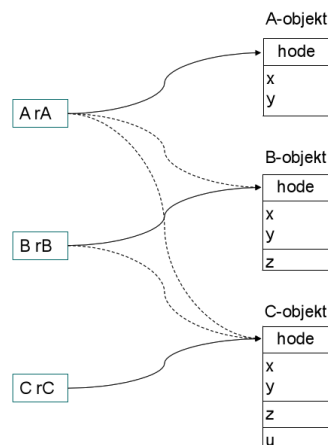 A-objekt
hode
x
y
A rA
B-objekt
hode
x
y
z
B rB
C-objekt
hode
x
y
z
u
C rC